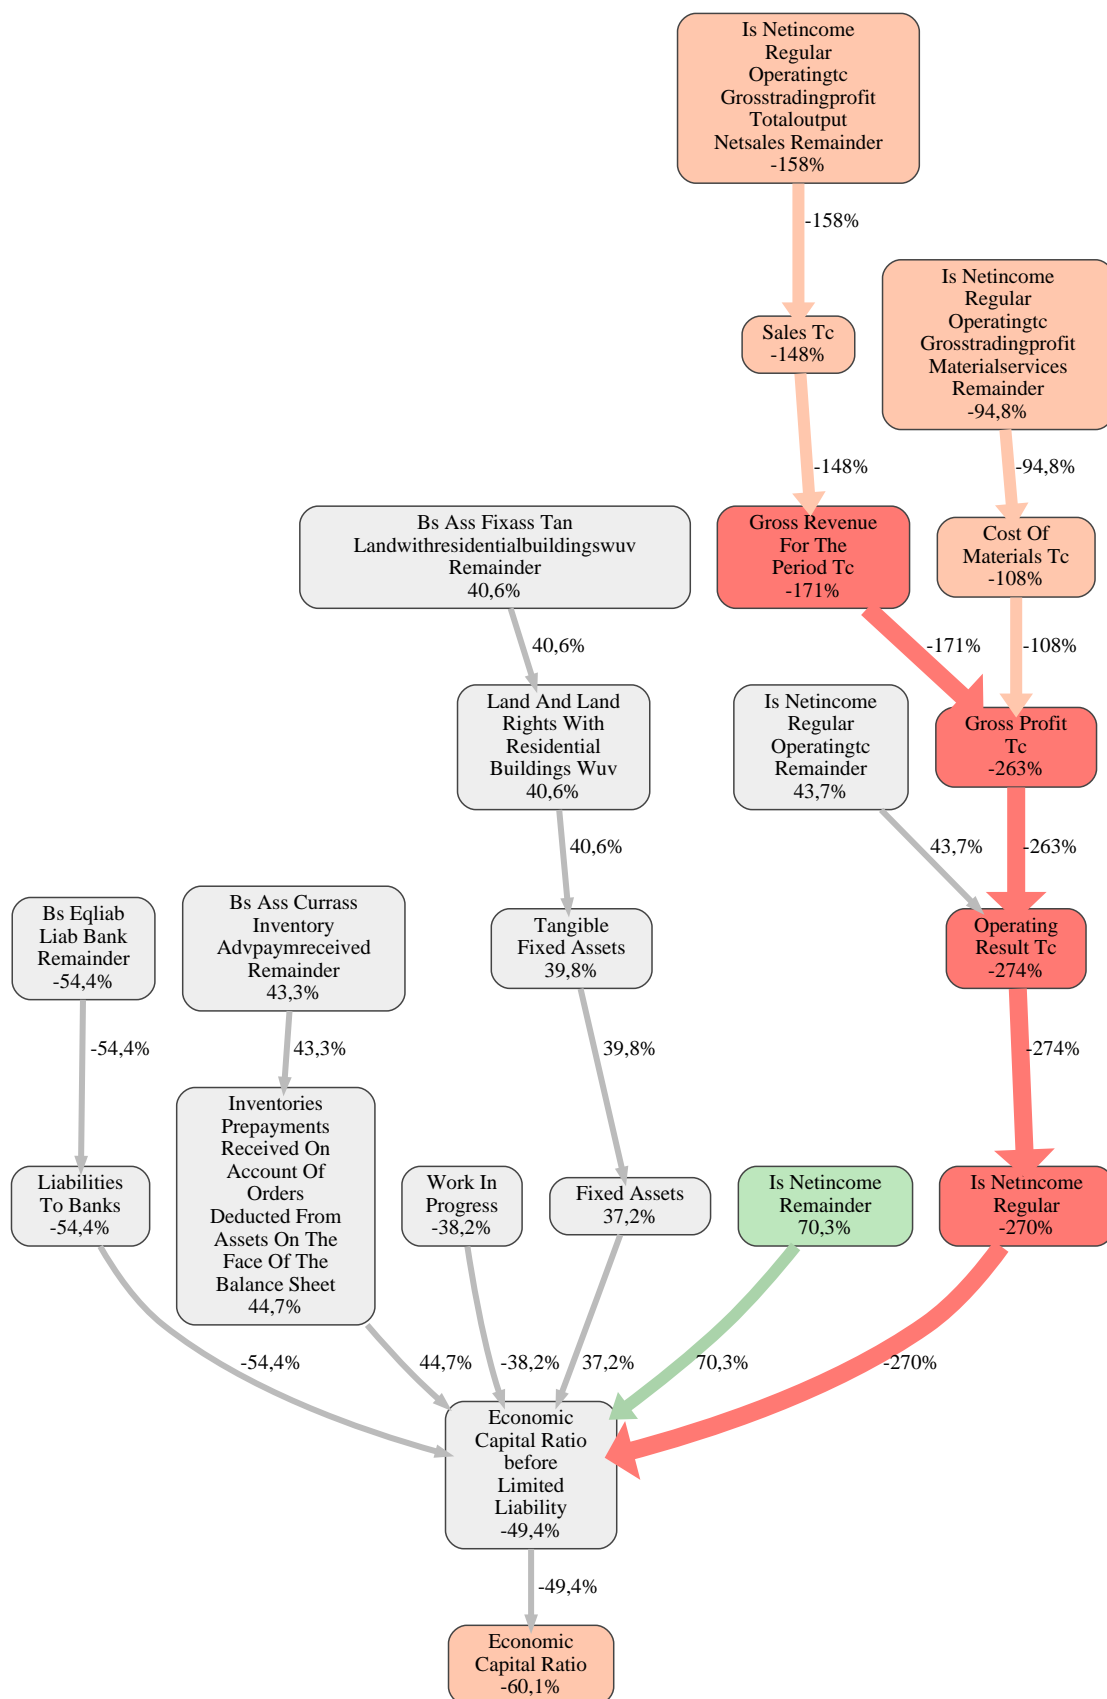 Is Netincome
Regular
Operatingtc
Grosstradingprofit
Totaloutput
Netsales Remainder
-158%
-158%
Is Netincome
Regular
Operatingtc
Grosstradingprofit
Materialservices
Remainder
-94,8%
Sales Tc
-148%
-148%
-94,8%
Bs Ass Fixass Tan
Landwithresidentialbuildingswuv
Remainder
40,6%
Gross Revenue
For The
Period Tc
-171%
Cost Of
Materials Tc
-108%
40,6%
-171%
-108%
Land And Land
Rights With
Residential
Buildings Wuv
40,6%
Is Netincome
Regular
Operatingtc
Remainder
43,7%
Gross Profit
Tc
-263%
40,6%
43,7%
-263%
Bs Eqliab
Liab Bank
Remainder
-54,4%
Bs Ass Currass
Inventory
Advpaymreceived
Remainder
43,3%
Tangible
Fixed Assets
39,8%
Operating
Result Tc
-274%
-54,4%
43,3%
39,8%
-274%
Liabilities
To Banks
-54,4%
Inventories
Prepayments
Received On
Account Of
Orders
Deducted From
Assets On The
Face Of The
Balance Sheet
44,7%
Work In
Progress
-38,2%
Fixed Assets
37,2%
Is Netincome
Remainder
70,3%
Is Netincome
Regular
-270%
-54,4%
44,7%
-38,2%
37,2%
70,3%
-270%
Economic
Capital Ratio
before
Limited
Liability
-49,4%
-49,4%
Economic
Capital Ratio
-60,1%